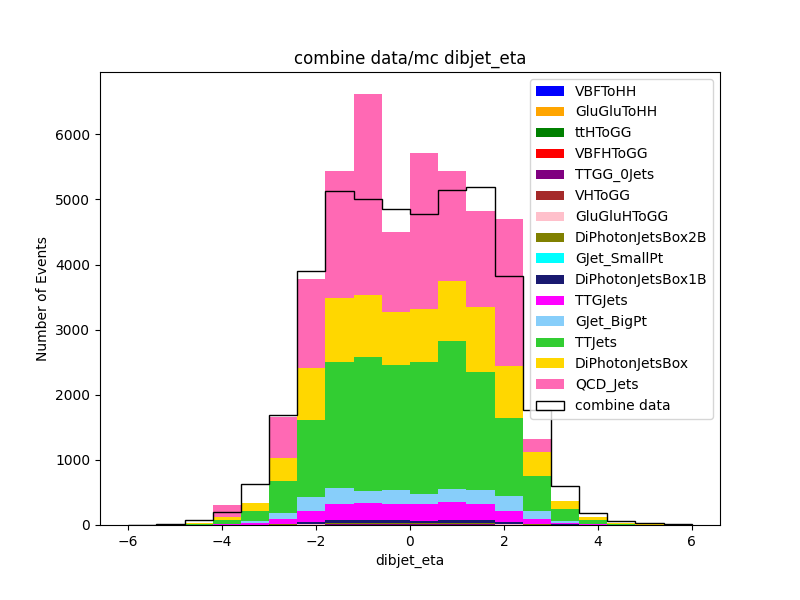 combine data/mc dibjet_eta
Number of Events
6000
5000
4000
3000
2000
1000
0
−6
−4
−2
0
2
4
6
dibjet_eta
VBFToHH
GluGluToHH
ttHToGG
VBFHToGG
TTGG_0Jets
VHToGG
GluGluHToGG
DiPhotonJetsBox2B
GJet_SmallPt
DiPhotonJetsBox1B
TTGJets
GJet_BigPt
TTJets
DiPhotonJetsBox
QCD_Jets
combine data